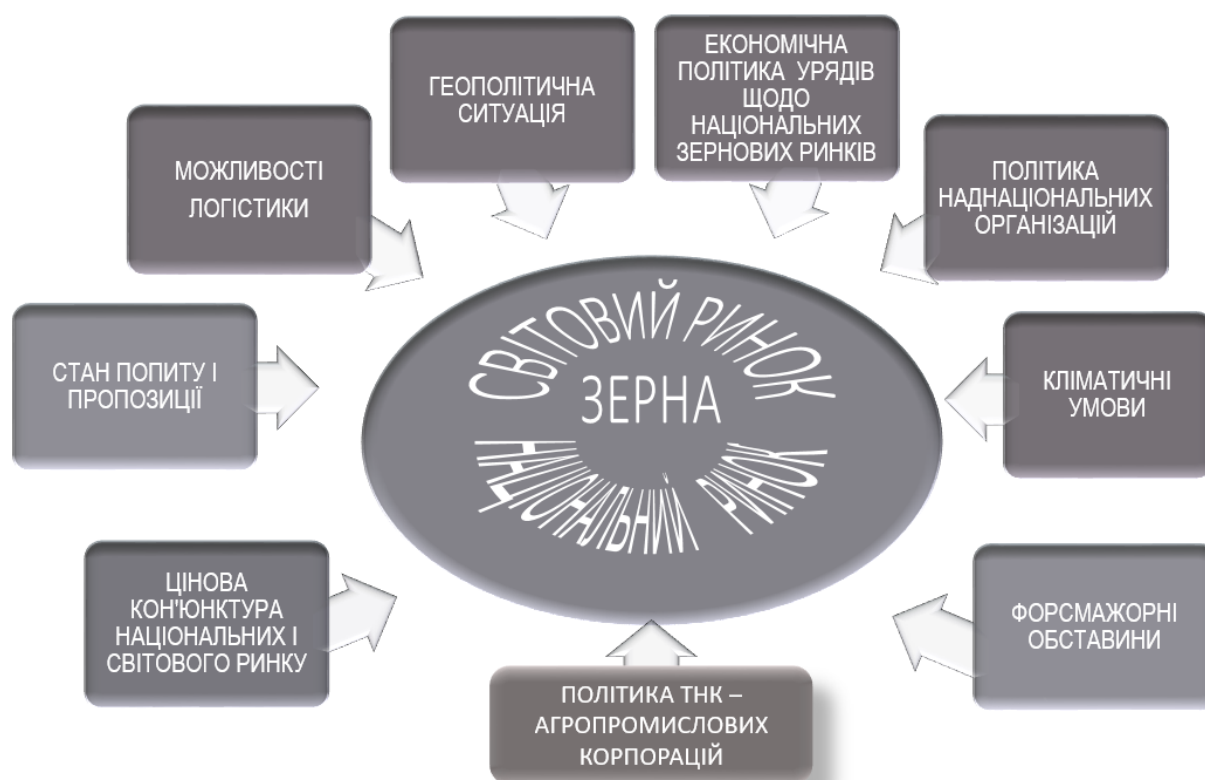 ГЕОПОЛІТИЧНА
СИТУАЦІЯ
ЕКОНОМІЧНА
ПОЛІТИКА УРЯДІВ
ЩОДО
НАЦІОНАЛЬНИХ
ЗЕРНОВИХ РИНКІВ
МОЖЛИВОСТІ
ЛОГІСТИКИ
ПОЛІТИКА
НАДНАЦІОНАЛЬНИХ
ОРГАНІЗАЦІЙ
СТАН ПОПИТУ І
ПРОПОЗИЦІЇ
СВІТОВИЙ РИНОК
ЗЕРНА
НАЦІОНАЛЬНИЙ РИНОК
КЛІМАТИЧНІ
УМОВИ
ЦІНОВА
КОН'ЮНКТУРА
НАЦІОНАЛЬНИХ І
СВІТОВОГО РИНКУ
ФОРСМАЖОРНІ
ОБСТАВИНИ
ПОЛІТИКА ТНК –
АГРОПРОМИСЛОВИХ
КОРПОРАЦІЙ